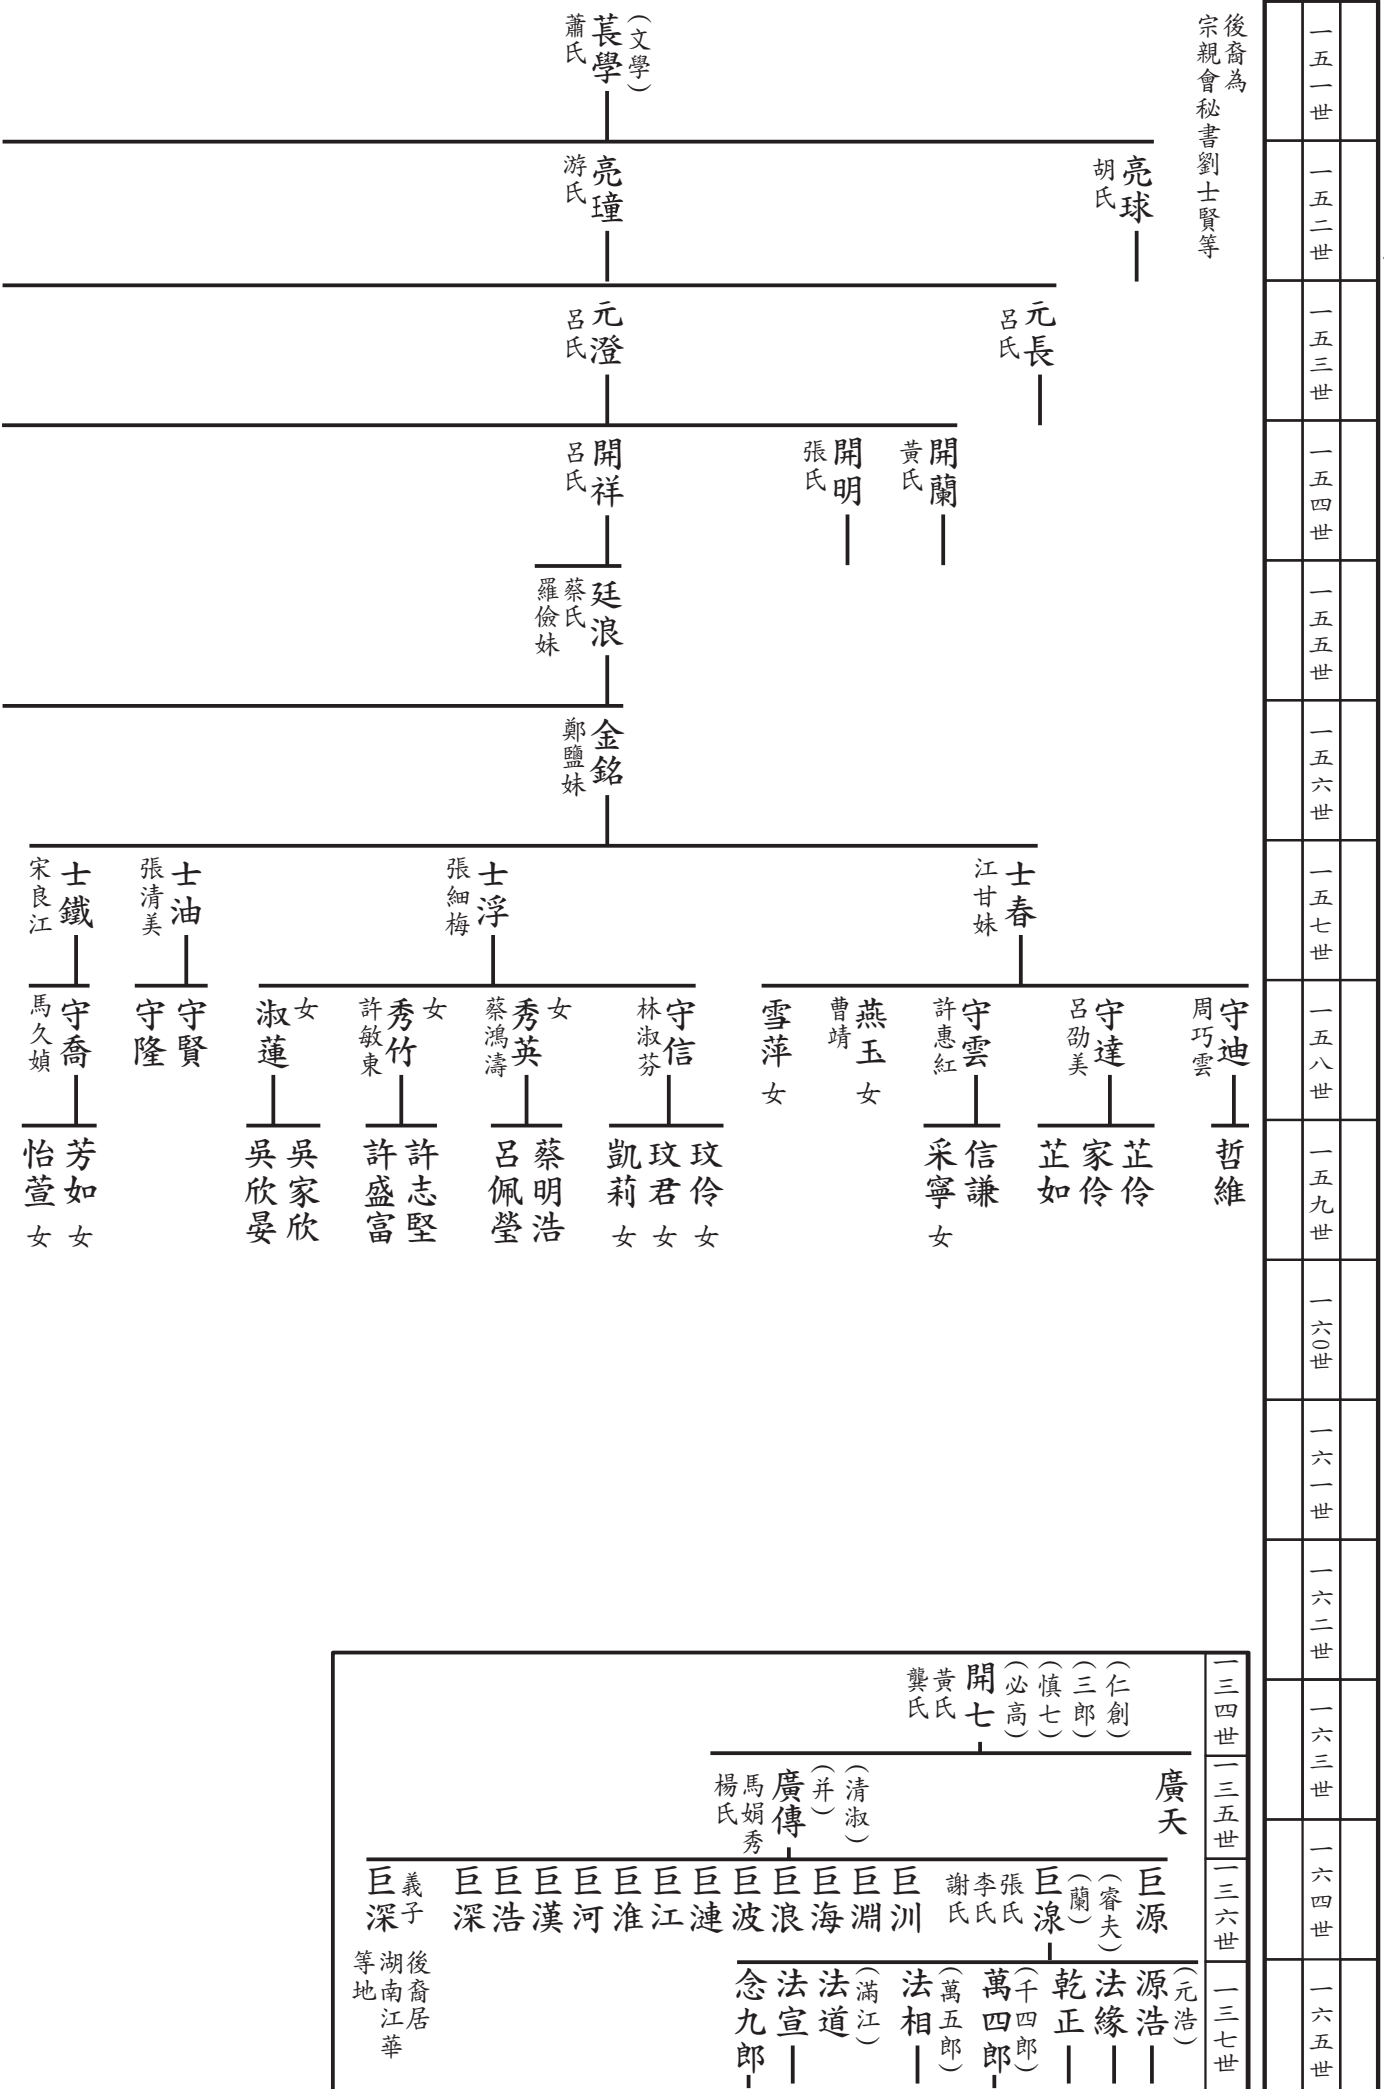 一五一世
一五二世
一五三世
一五四世
一五五世
一五六世
一五七世
一五八世
一五九世
一六○世
一六一世
一六二世
一六三世
一六四世
一六五世
後裔為
宗親會秘書劉士賢等
(文學)
萇學
蕭氏
亮球
胡氏
亮瑾
游氏
元長
呂氏
元澄
呂氏
開蘭
黃氏
開明
張氏
開祥
呂氏
廷浪
蔡氏
羅儉妹
金銘
鄭鹽妹
士春
江甘妹
士浮
張細梅
士油
張清美
士鐵
宋良江
守迪
周巧雲
守達
呂劭美
守雲
許惠紅
燕玉 女
曹靖
雪萍 女
守信
林淑芬
女
秀英
蔡鴻濤
女
秀竹
許敏東
女
淑蓮
守賢
守隆
守喬
馬久媜
哲維
芷伶
家伶
芷如
信謙
采寧 女
玟伶 女
玟君 女
凱莉 女
蔡明浩
呂佩瑩
許志堅
許盛富
吳家欣
吳欣晏
芳如 女
怡萱 女
一三四世
一三五世
一三六世
一三七世
(仁創)
(三郎)
(慎七)
(必高)
開七
黃氏
龔氏
廣天
(清淑)
(并)
廣傳
馬娟秀
楊氏
巨源
(睿夫)
(蘭)
巨湶
張氏
李氏
謝氏
巨汌
巨淵
巨海
巨浪
巨波
巨漣
巨江
巨淮
巨河
巨漢
巨浩
巨深
義子
巨深
後裔居
湖南江華
等地
(元浩)
源浩
法緣
乾正
(千四郎)
萬四郎
(萬五郎)
法相
(滿江)
法道
法宣
念九郎